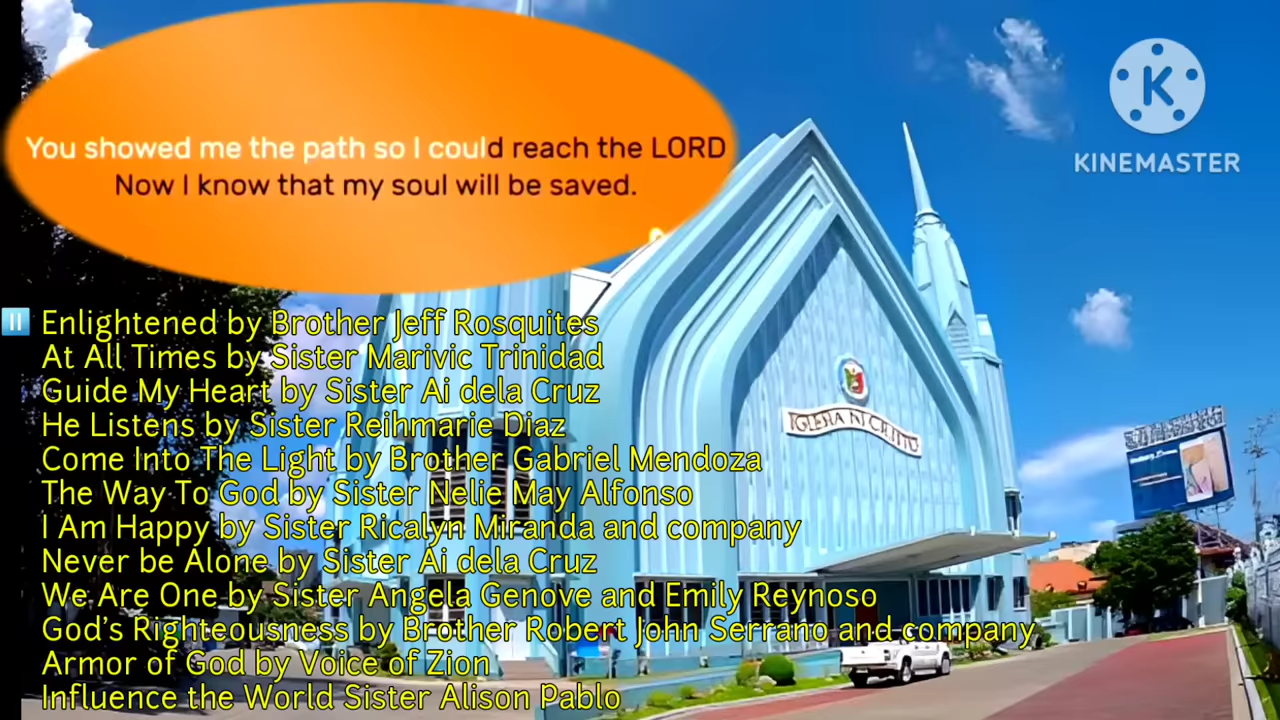 You showed me the path so I could reach the LORD
Now I know that my soul will be saved.
KINEMASTER
Enlightened by Brother Jeff Rosquites
At All Times by Sister Marivic Trinidad
Guide My Heart by Sister Ai dela Cruz
He Listens by Sister Reihmarie Diaz
IGLESIA NI CRISTO
Come Into The Light by Brother Gabriel Mendoza
The Way To God by Sister Nelie May Alfonso
I Am Happy by Sister Ricalyn Miranda and company
Never be Alone by Sister Ai dela Cruz
We Are One by Sister Angela Genove and Emily Reynoso
God's Righteousness by Brother Robert John Serrano and company
Armor of God by Voice of Zion
Influence the World Sister Alison Pablo